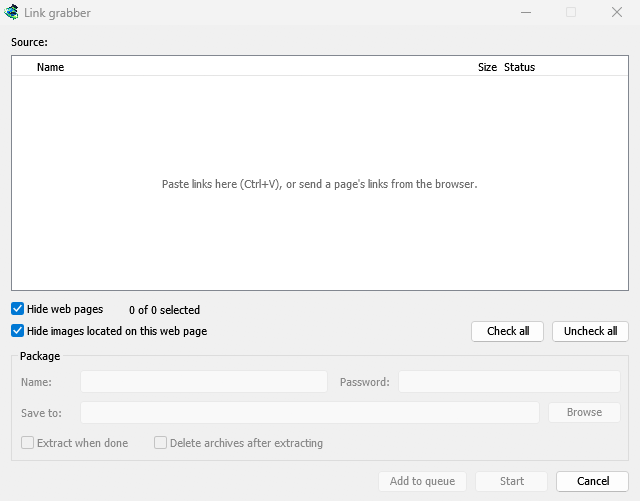 Link grabber
Source:
Name Size Status
Paste links here (Ctrl+V), or send a page's links from the browser.
Hide web pages 0 of 0 selected
Hide images located on this web page Check all Uncheck all
Package
Name: Password:
Save to: Browse
Extract when done Delete archives after extracting
Add to queue Start Cancel